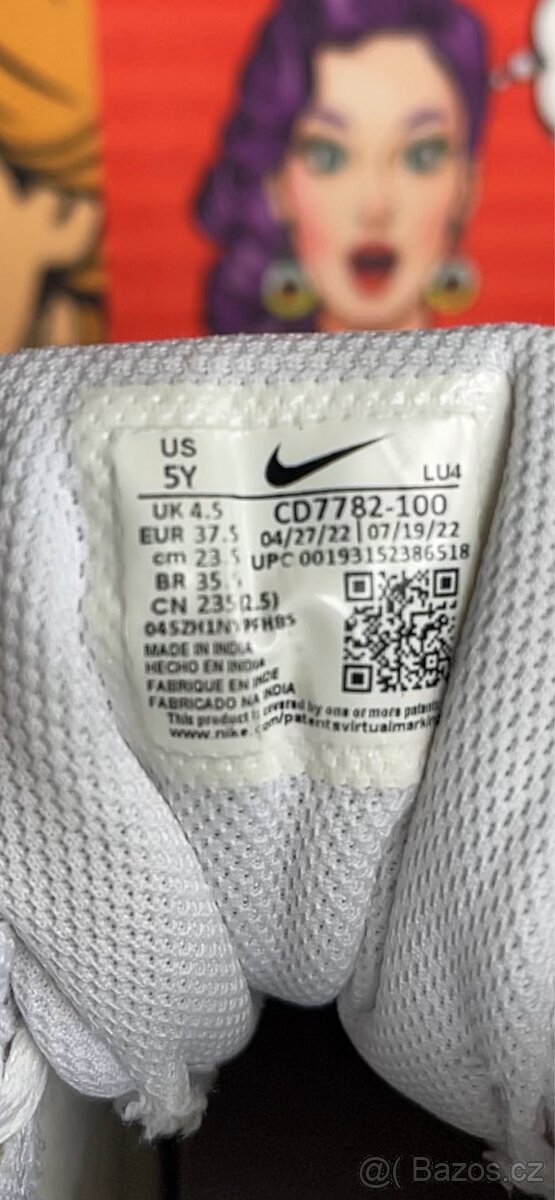 US
5Y
LU4
UK 4.5
CD7782-100
EUR 37.5
04/27/22 | 07/19/22
cm 23.5
UPC 00193152386518
BR 35.5
CN 235(2.5)
MADE IN INDIA
HECHO EN INDIA
FABRIQUE EN INDE
FABRICADO NA INDIA
This product is covered by one or more patents
www.nike.com/patentsvirtualmarking
@( Bazos.cz